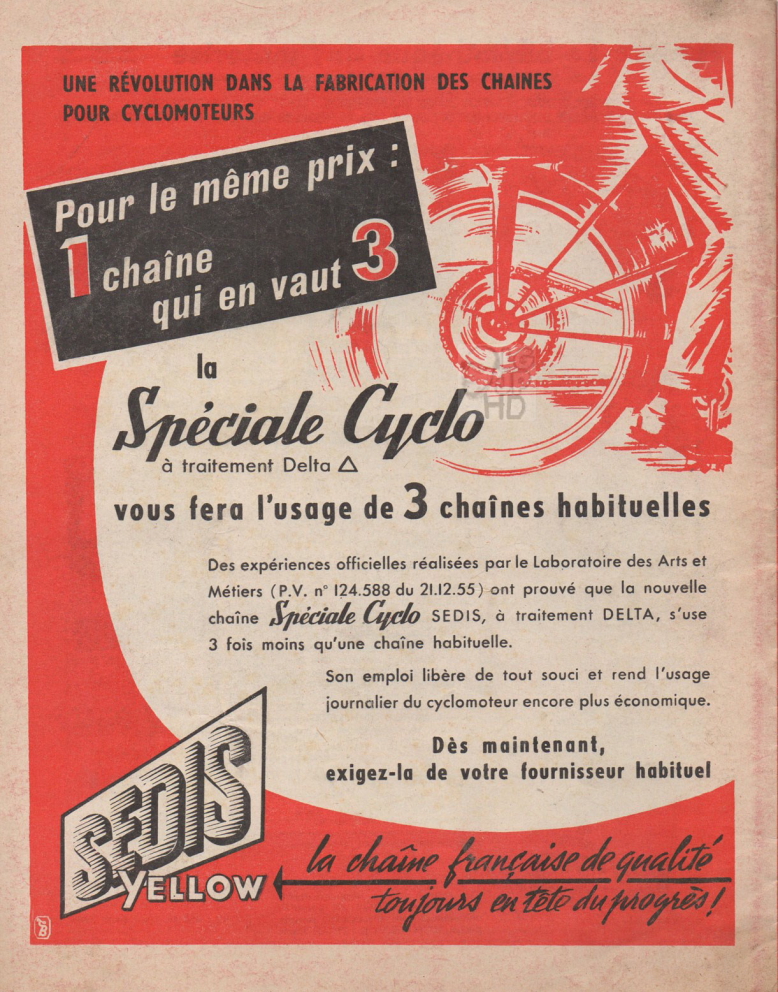 UNE RÉVOLUTION DANS LA FABRICATION DES CHAINES
POUR CYCLOMOTEURS
Pour le même prix :
1 chaîne
qui en vaut 3
la
Spéciale Cyclo
à traitement Delta △
vous fera l'usage de 3 chaînes habituelles
Des expériences officielles réalisées par le Laboratoire des Arts et
Métiers (P.V. n° 124.588 du 21.12.55) ont prouvé que la nouvelle
chaîne Spéciale Cyclo SEDIS, à traitement DELTA, s'use
3 fois moins qu'une chaîne habituelle.
Son emploi libère de tout souci et rend l'usage
journalier du cyclomoteur encore plus économique.
Dès maintenant,
exigez-la de votre fournisseur habituel
SEDIS
YELLOW
la chaîne française de qualité
toujours en tête du progrès !
HD